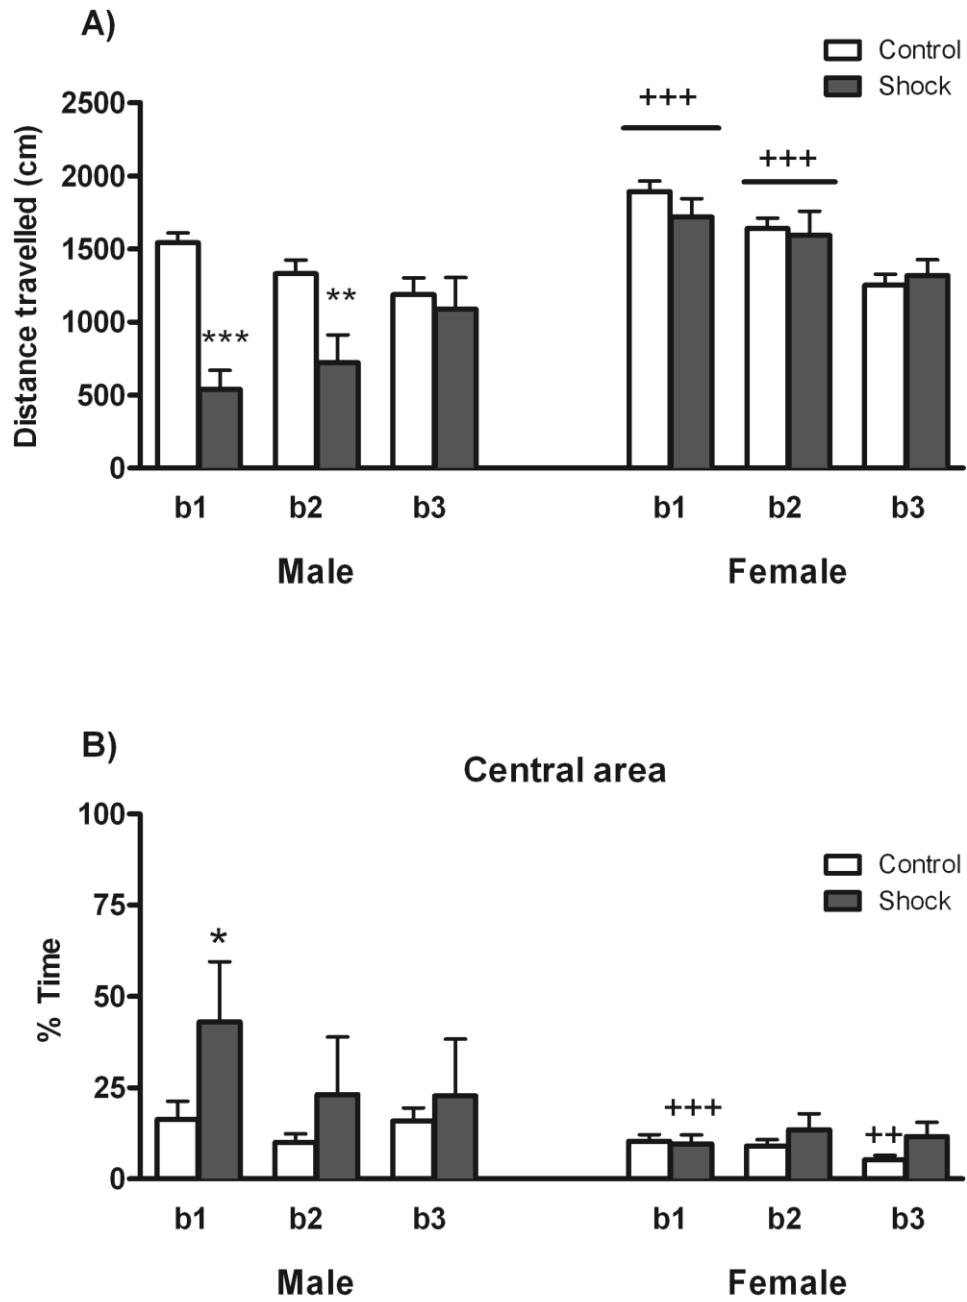 A)
Control
Shock
Distance travelled (cm)
2500
2000
1500
1000
500
0
***
**
+++
+++
b1 b2 b3 b1 b2 b3
Male Female
B)
Central area
Control
Shock
% Time
100
75
50
25
0
*
+++
++
b1 b2 b3 b1 b2 b3
Male Female